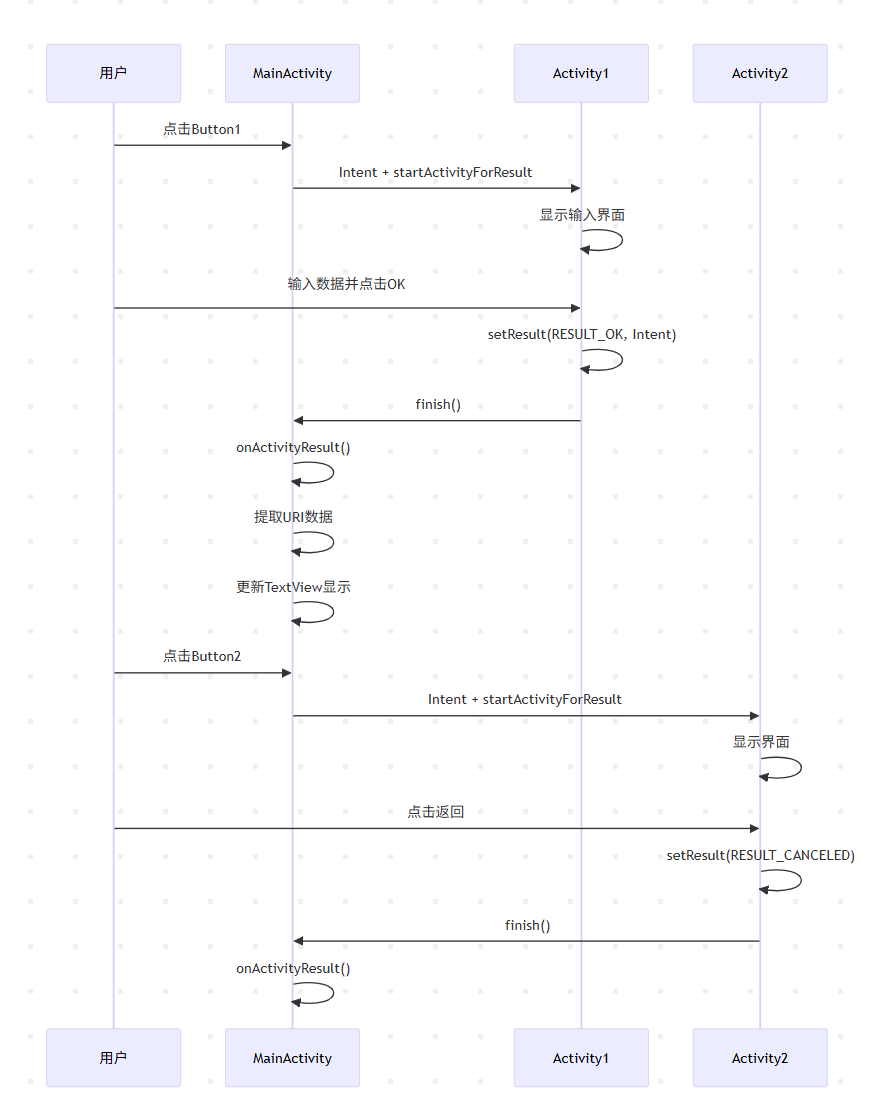 用户
MainActivity
Activity1
Activity2
点击Button1
Intent + startActivityForResult
显示输入界面
输入数据并点击OK
setResult(RESULT_OK, Intent)
finish()
onActivityResult()
提取URI数据
更新TextView显示
点击Button2
Intent + startActivityForResult
显示界面
点击返回
setResult(RESULT_CANCELED)
finish()
onActivityResult()
用户
MainActivity
Activity1
Activity2